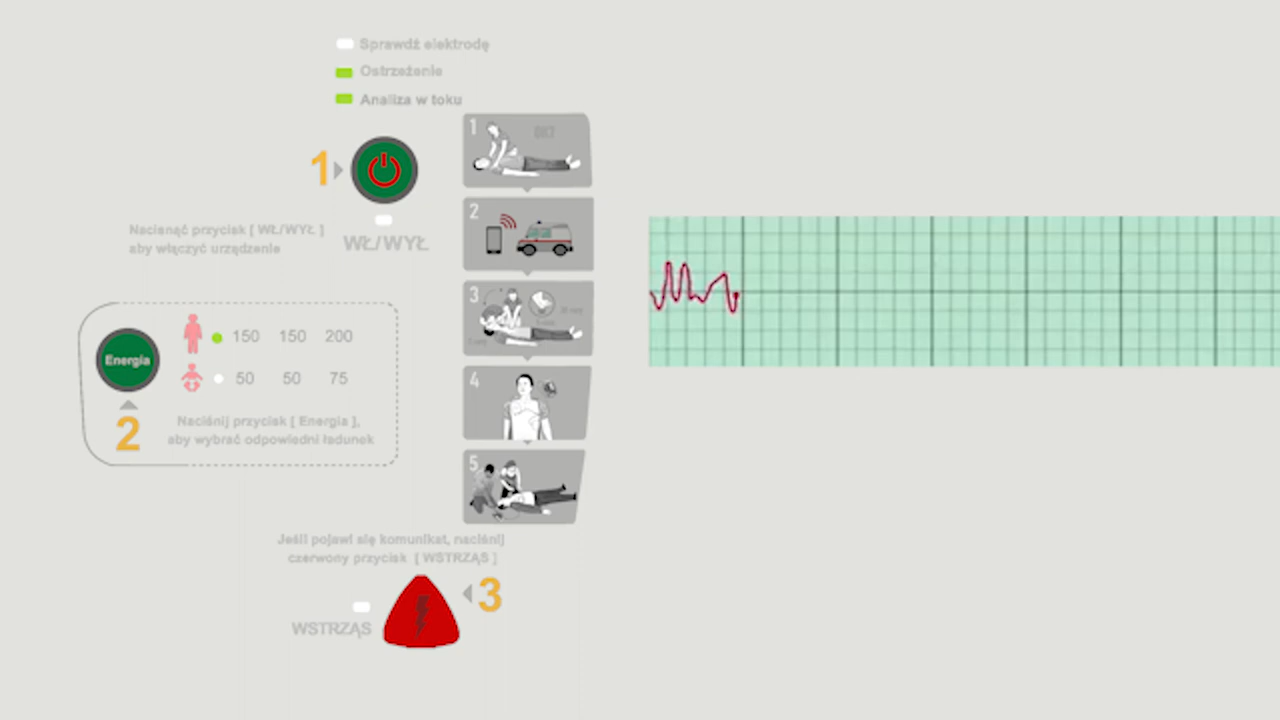 Sprawdź elektrodę
Ostrzeżenie
Analiza w toku
1
1
Nacisnąć przycisk [ WŁ/WYŁ ]
aby włączyć urządzenie
WŁ/WYŁ
2
3
Energia
150 150 200
50 50 75
2
Naciśnij przycisk [ Energia ],
aby wybrać odpowiedni ładunek
4
5
Jeśli pojawi się komunikat, naciśnij
czerwony przycisk [ WSTRZĄS ]
3
WSTRZĄS